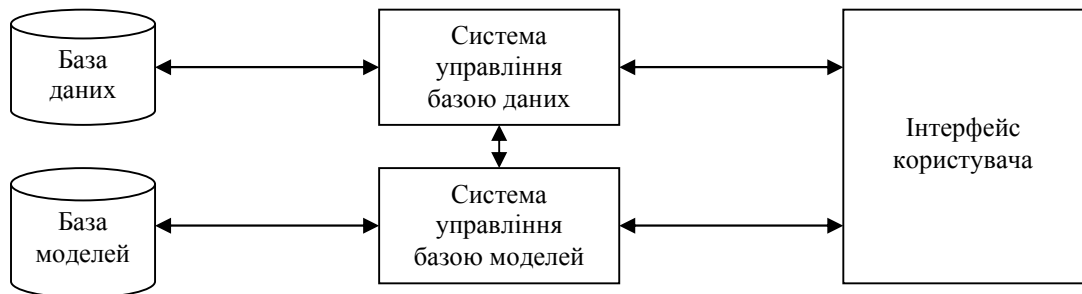 База
даних
Система
управління
базою даних
Інтерфейс
користувача
База
моделей
Система
управління
базою моделей